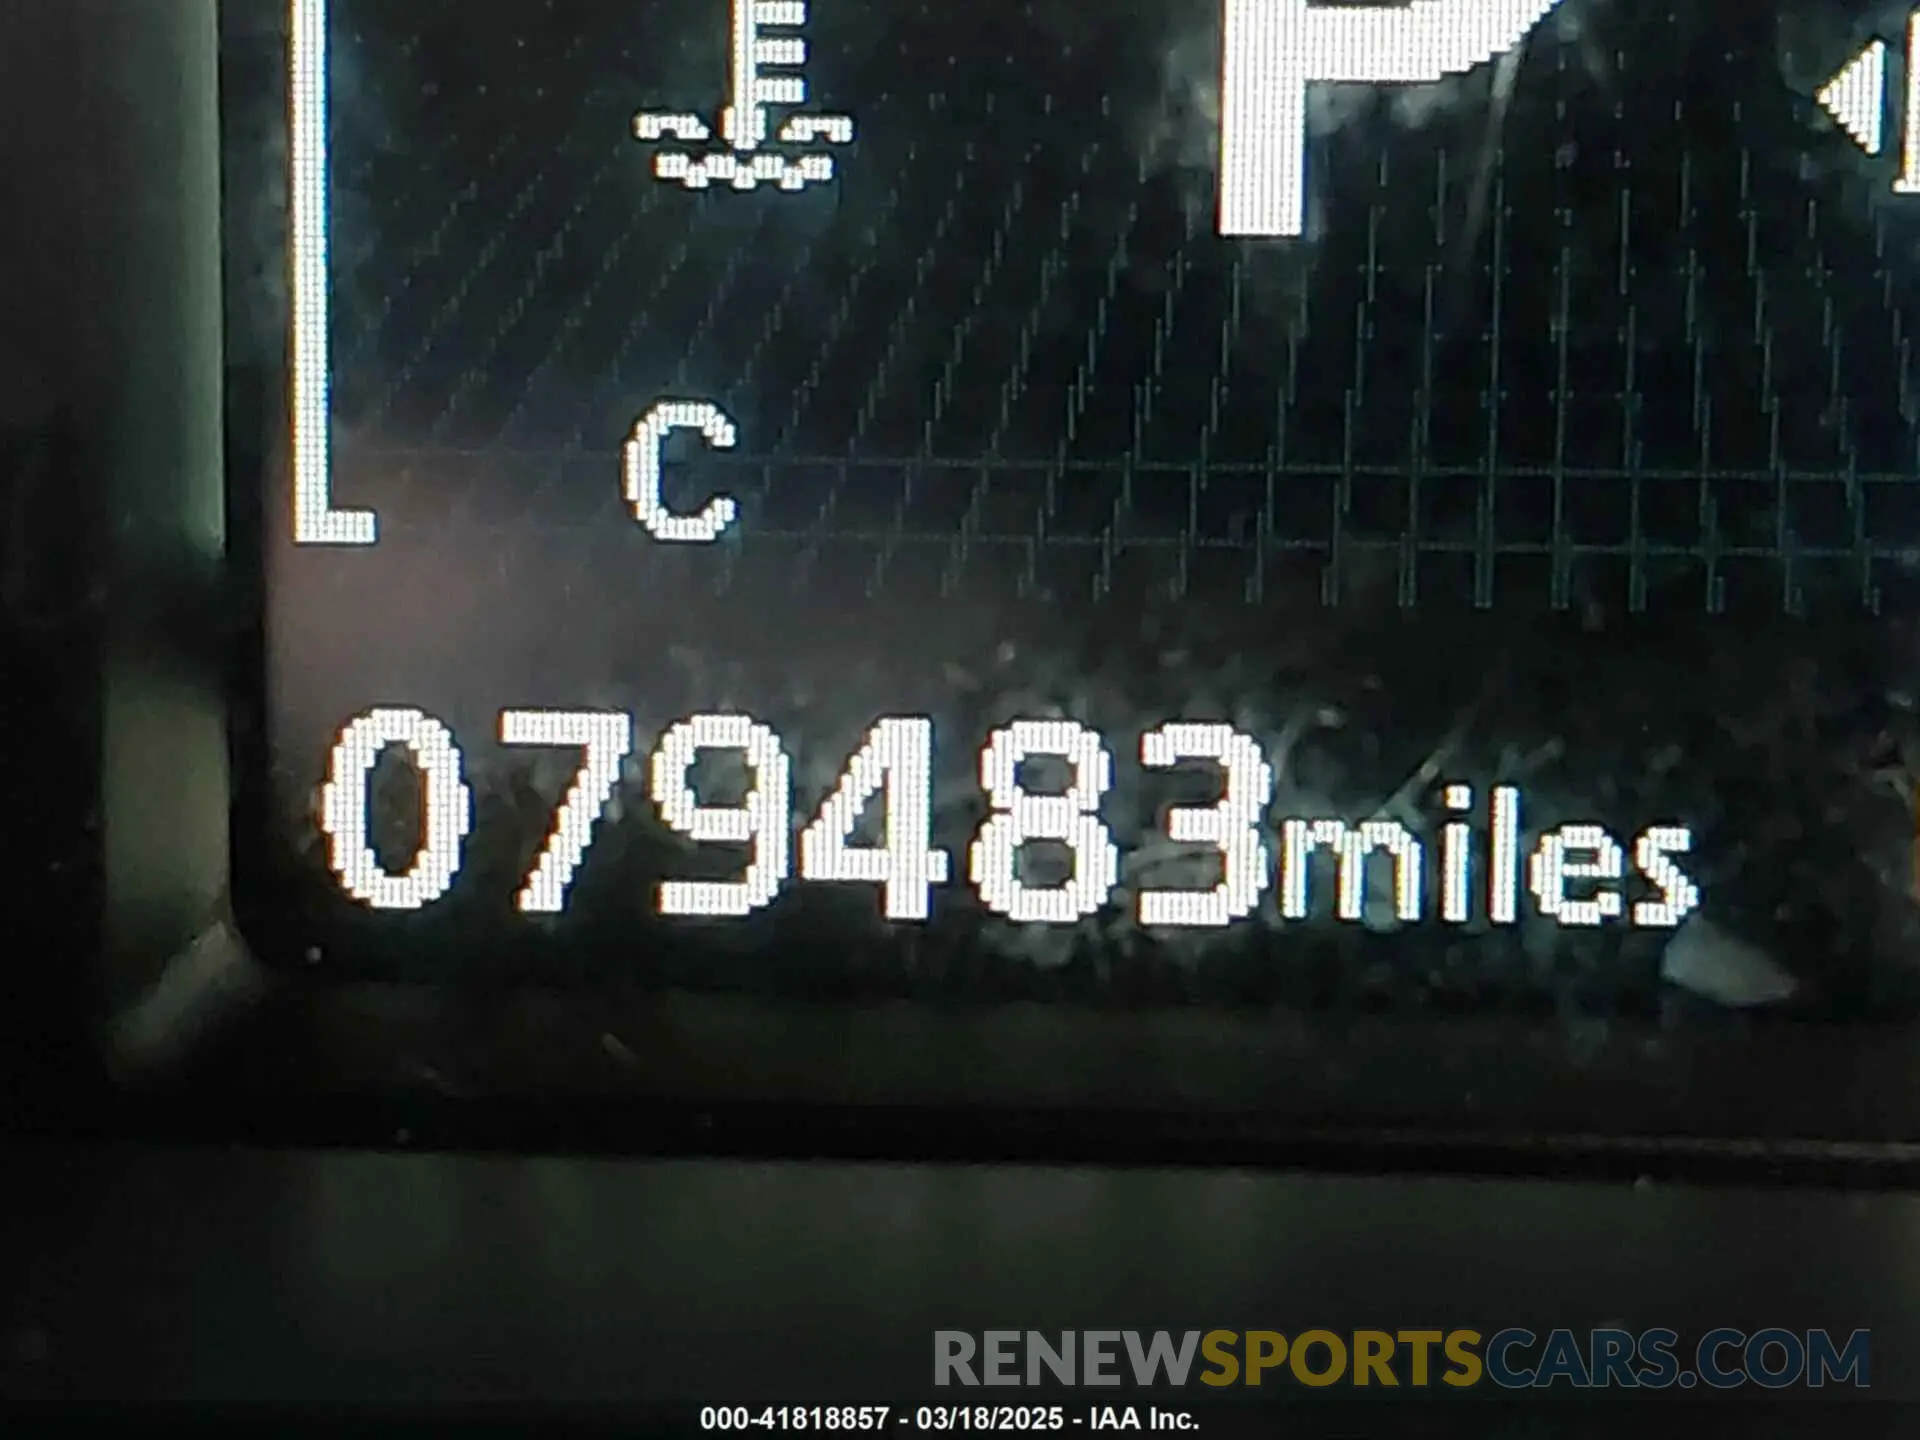 P
C
079483miles
RENEWSPORTSCARS.COM
000-41818857 - 03/18/2025 - IAA Inc.